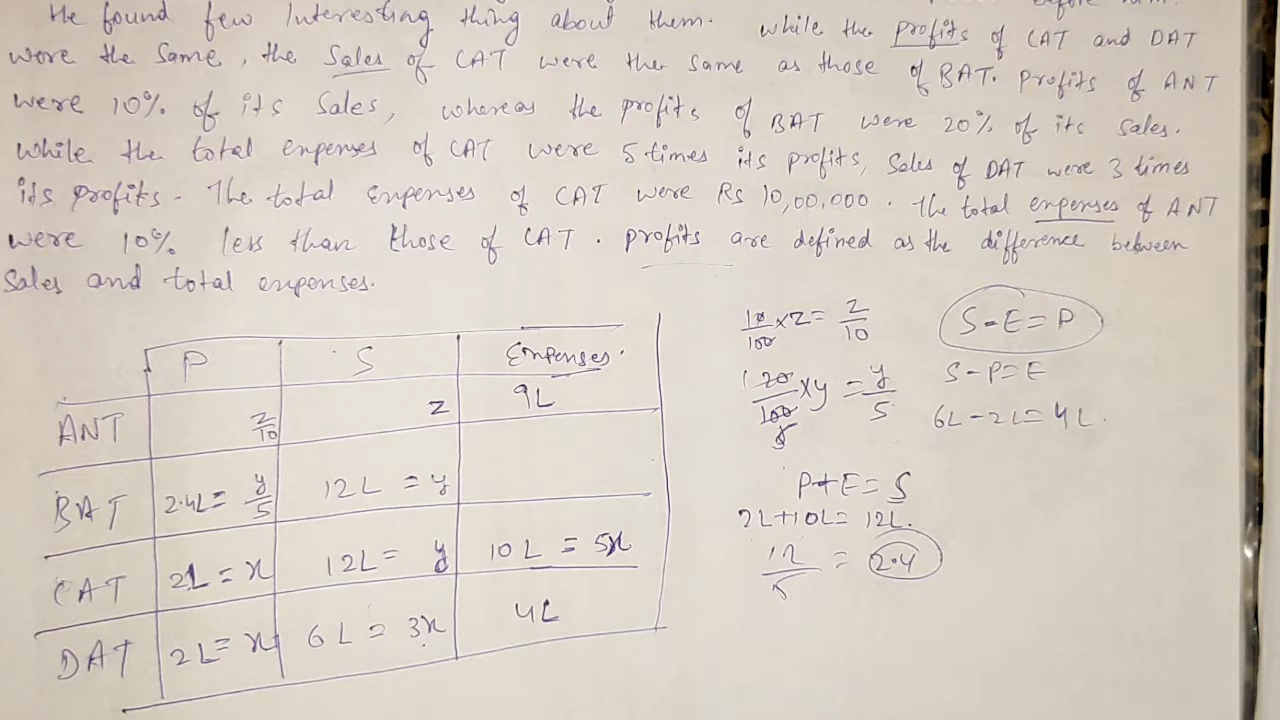 He found few Interesting thing about them. while the profits of CAT and DAT
were the same, the sales of CAT were the same as those of BAT. Profits of ANT
were 10% of its sales, whereas the profits of BAT were 20% of its sales.
While the total expenses of CAT were 5 times its profits, Sales of DAT were 3 times
its profits. The total Expenses of CAT were Rs 10,00,000. The total expenses of ANT
were 10% less than those of CAT. profits are defined as the difference between
Sales and total expenses.
P S Expenses.
ANT z/10 z 9L
BAT 2.4L = y/5 12L = y
CAT 2L = x 12L = y 10L = 5x
DAT 2L = x 6L = 3x 4L
10/100 × z = z/10
1 20/100 × y = y/5
5
S - E = P
S - P = E
6L - 2L = 4L.
P + E = S
2L + 10L = 12L.
12/5 = 2.4